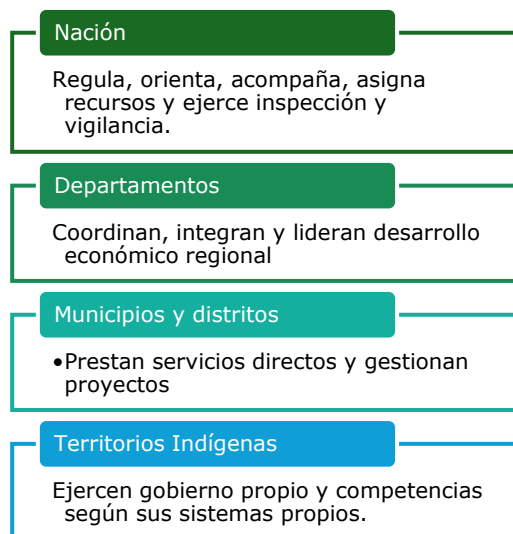 Nación
Regula, orienta, acompaña, asigna
recursos y ejerce inspección y
vigilancia.
Departamentos
Coordinan, integran y lideran desarrollo
económico regional
Municipios y distritos
•Prestan servicios directos y gestionan
proyectos
Territorios Indígenas
Ejercen gobierno propio y competencias
según sus sistemas propios.